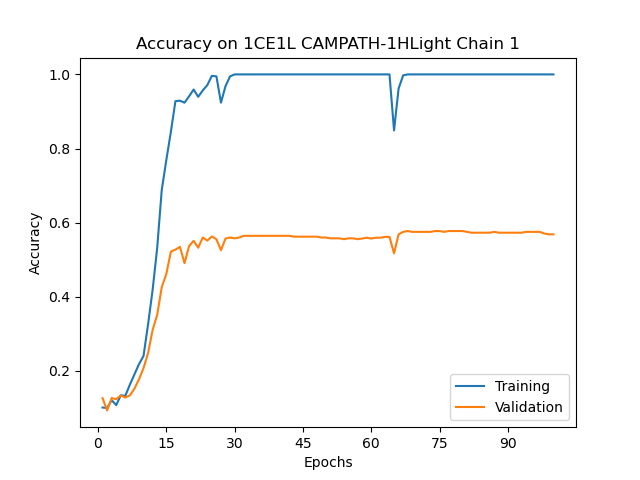 Accuracy on 1CE1L CAMPATH-1HLight Chain 1
1.0
0.8
0.6
0.4
0.2
Accuracy
0 15 30 45 60 75 90
Epochs
Training
Validation